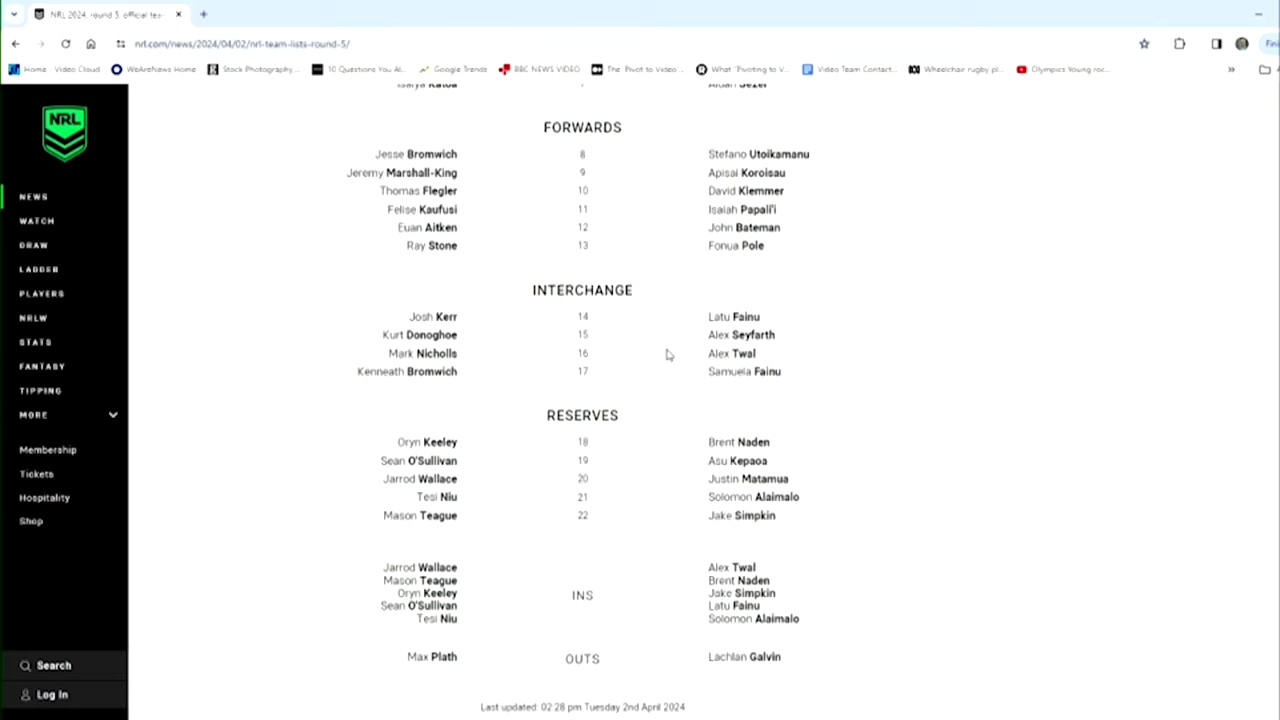 NRL 2024: round 5, official tea
nrl.com/news/2024/04/02/nrl-team-lists-round-5/
Home - Video Cloud WeAreNews Home Stock Photography... 10 Questions You Al... Google Trends BBC NEWS VIDEO The 'Pivot to Video... What "Pivoting to V... Video Team Contact... Wheelchair rugby pl... Olympics Young roc...
Isaiya Katoa 7 Aidan Sezer
NRL
NEWS
WATCH
DRAW
LADDER
PLAYERS
NRLW
STATS
FANTASY
TIPPING
MORE
Membership
Tickets
Hospitality
Shop
Search
Log In
FORWARDS
Jesse Bromwich 8 Stefano Utoikamanu
Jeremy Marshall-King 9 Apisai Koroisau
Thomas Flegler 10 David Klemmer
Felise Kaufusi 11 Isaiah Papali'i
Euan Aitken 12 John Bateman
Ray Stone 13 Fonua Pole
INTERCHANGE
Josh Kerr 14 Latu Fainu
Kurt Donoghoe 15 Alex Seyfarth
Mark Nicholls 16 Alex Twal
Kenneath Bromwich 17 Samuela Fainu
RESERVES
Oryn Keeley 18 Brent Naden
Sean O'Sullivan 19 Asu Kepaoa
Jarrod Wallace 20 Justin Matamua
Tesi Niu 21 Solomon Alaimalo
Mason Teague 22 Jake Simpkin
Jarrod Wallace Alex Twal
Mason Teague Brent Naden
Oryn Keeley INS Jake Simpkin
Sean O'Sullivan Latu Fainu
Tesi Niu Solomon Alaimalo
Max Plath OUTS Lachlan Galvin
Last updated: 02:28 pm Tuesday 2nd April 2024